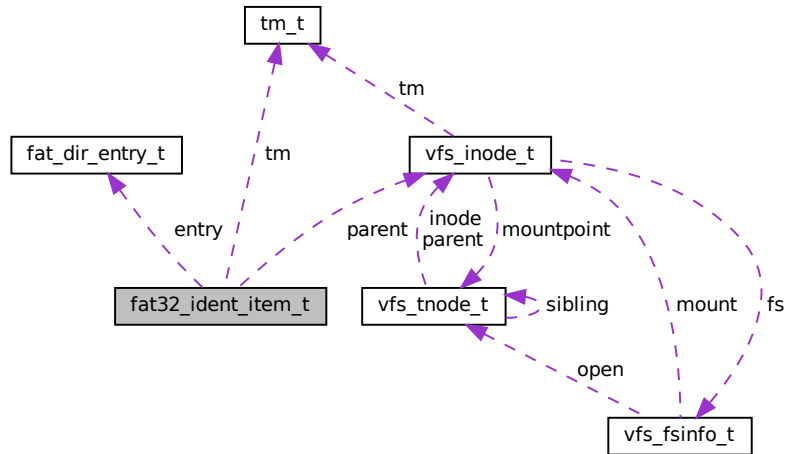 tm_t
tm
fat_dir_entry_t
tm
vfs_inode_t
entry
parent
inode
parent
mountpoint
fat32_ident_item_t
vfs_tnode_t
sibling
mount
fs
open
vfs_fsinfo_t